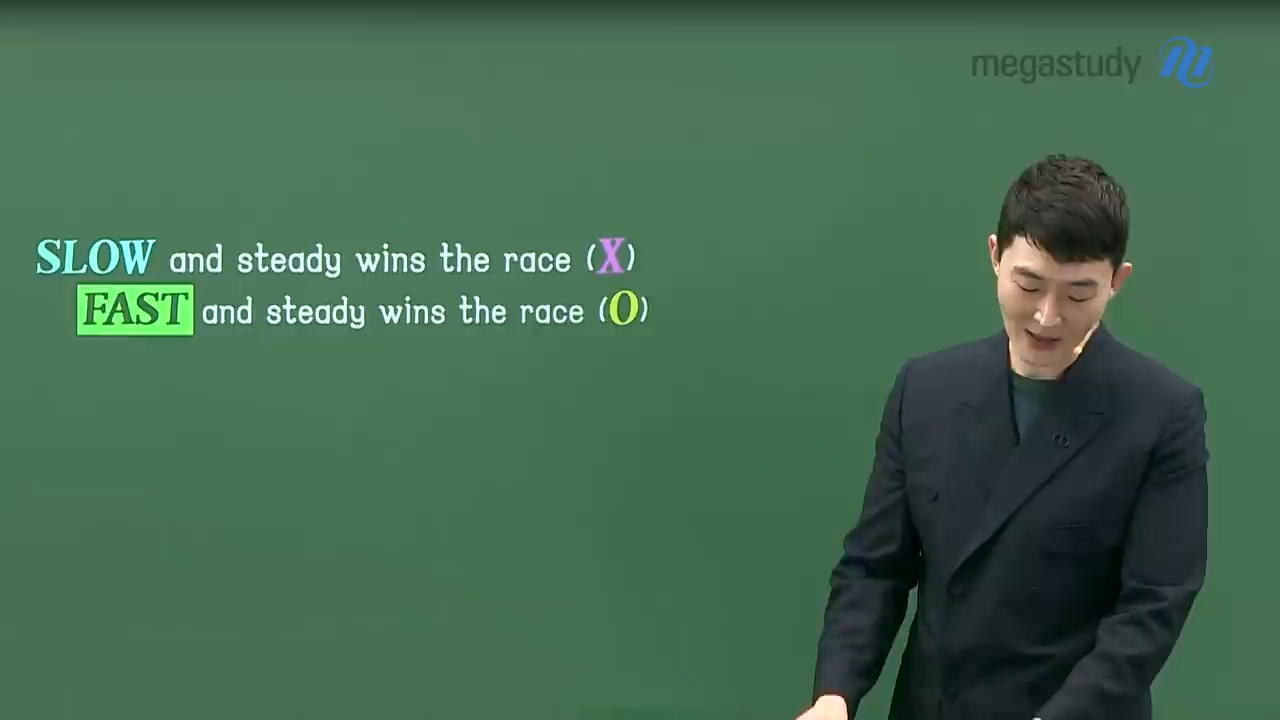 megastudy
SLOW and steady wins the race (X)
FAST and steady wins the race (O)